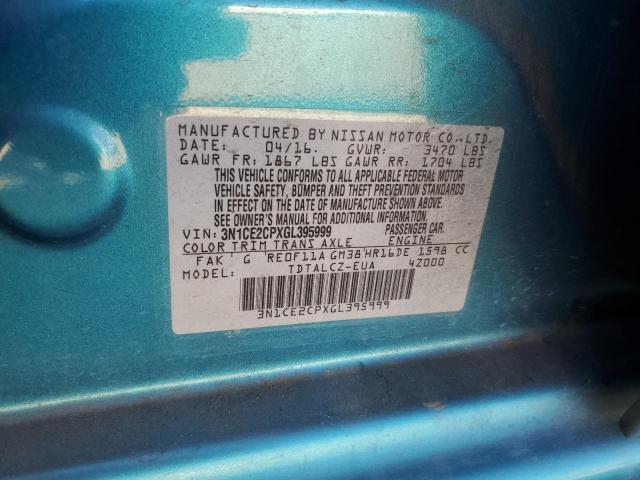 MANUFACTURED BY NISSAN MOTOR CO.,LTD.
DATE: 04/16. GVWR: 3470 LBS
GAWR FR: 1867 LBS GAWR RR: 1704 LBS
THIS VEHICLE CONFORMS TO ALL APPLICABLE FEDERAL MOTOR
VEHICLE SAFETY, BUMPER AND THEFT PREVENTION STANDARDS
IN EFFECT ON THE DATE OF MANUFACTURE SHOWN ABOVE.
SEE OWNER'S MANUAL FOR ADDITIONAL INFORMATION.
VIN: 3N1CE2CPXGL395999 PASSENGER CAR.
COLOR TRIM TRANS AXLE ENGINE
FAK G RE0F11A GM38 HR16DE 1598 CC
MODEL: TDTALCZ-EUA 4Z000
3N1CE2CPXGL395999